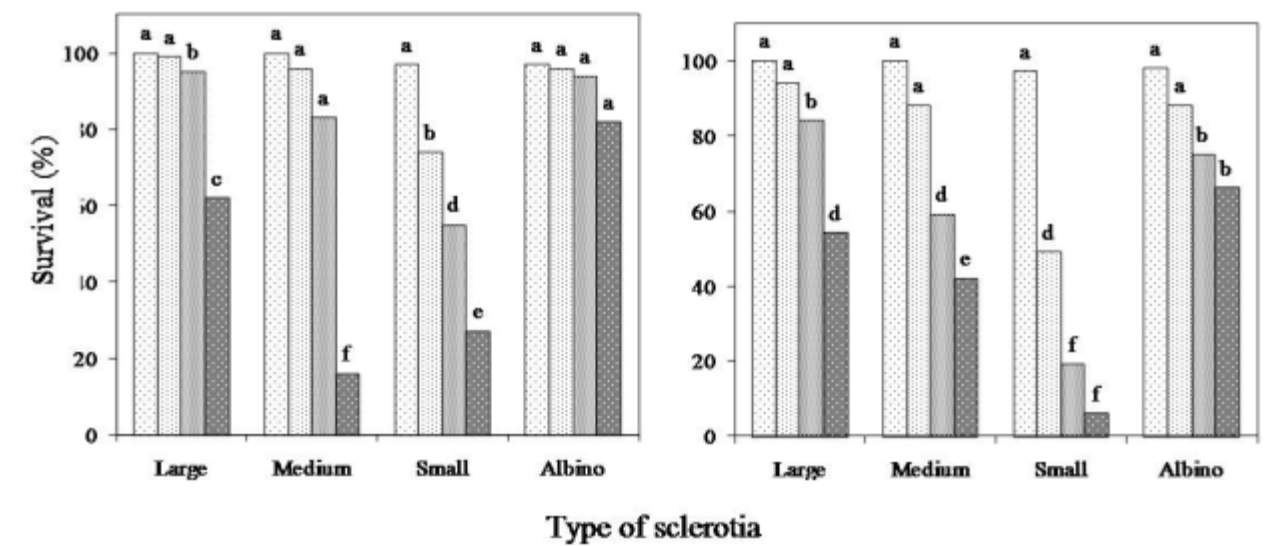 Survival (%)
100
20
0
a a b c
a a a f
a b d e
a a a a
Large Medium Small Albino
100
80
60
40
20
0
a a b d
a a d e
a d f f
a a b b
Large Medium Small Albino
Type of sclerotia